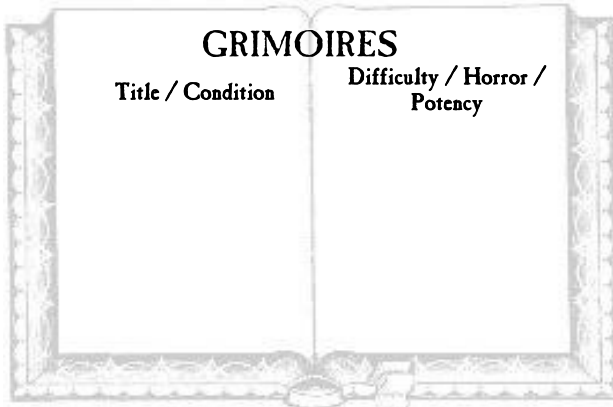 GRIMOIRES
Title / Condition
Difficulty / Horror /
Potency